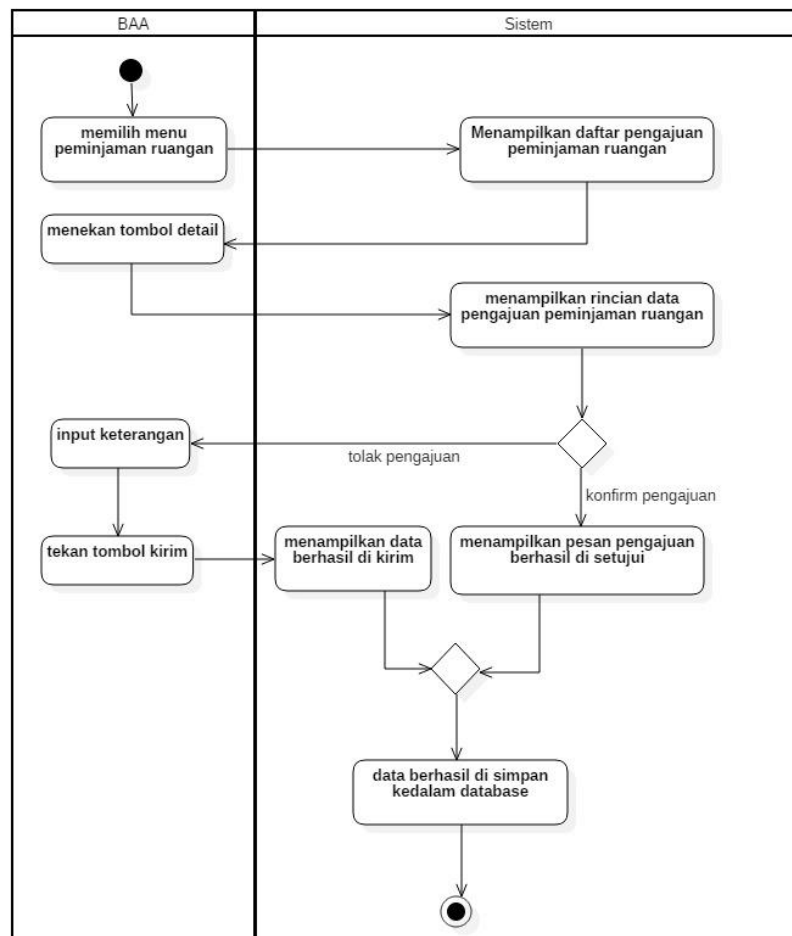 BAA
Sistem
memilih menu
peminjaman ruangan
Menampilkan daftar pengajuan
peminjaman ruangan
menekan tombol detail
menampilkan rincian data
pengajuan peminjaman ruangan
input keterangan
tolak pengajuan
konfirm pengajuan
tekan tombol kirim
menampilkan data
berhasil di kirim
menampilkan pesan pengajuan
berhasil di setujui
data berhasil di simpan
kedalam database